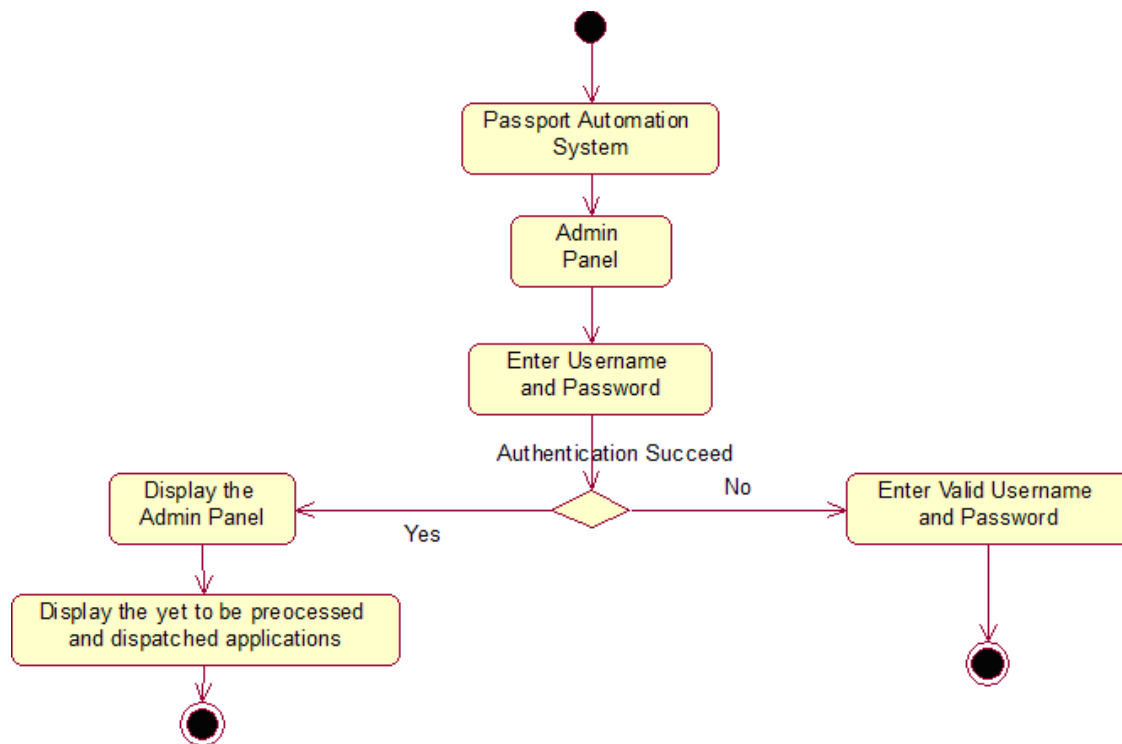 Passport Automation
System
Admin
Panel
Enter Username
and Password
Authentication Succeed
Display the
Admin Panel
Yes
No
Enter Valid Username
and Password
Display the yet to be preocessed
and dispatched applications